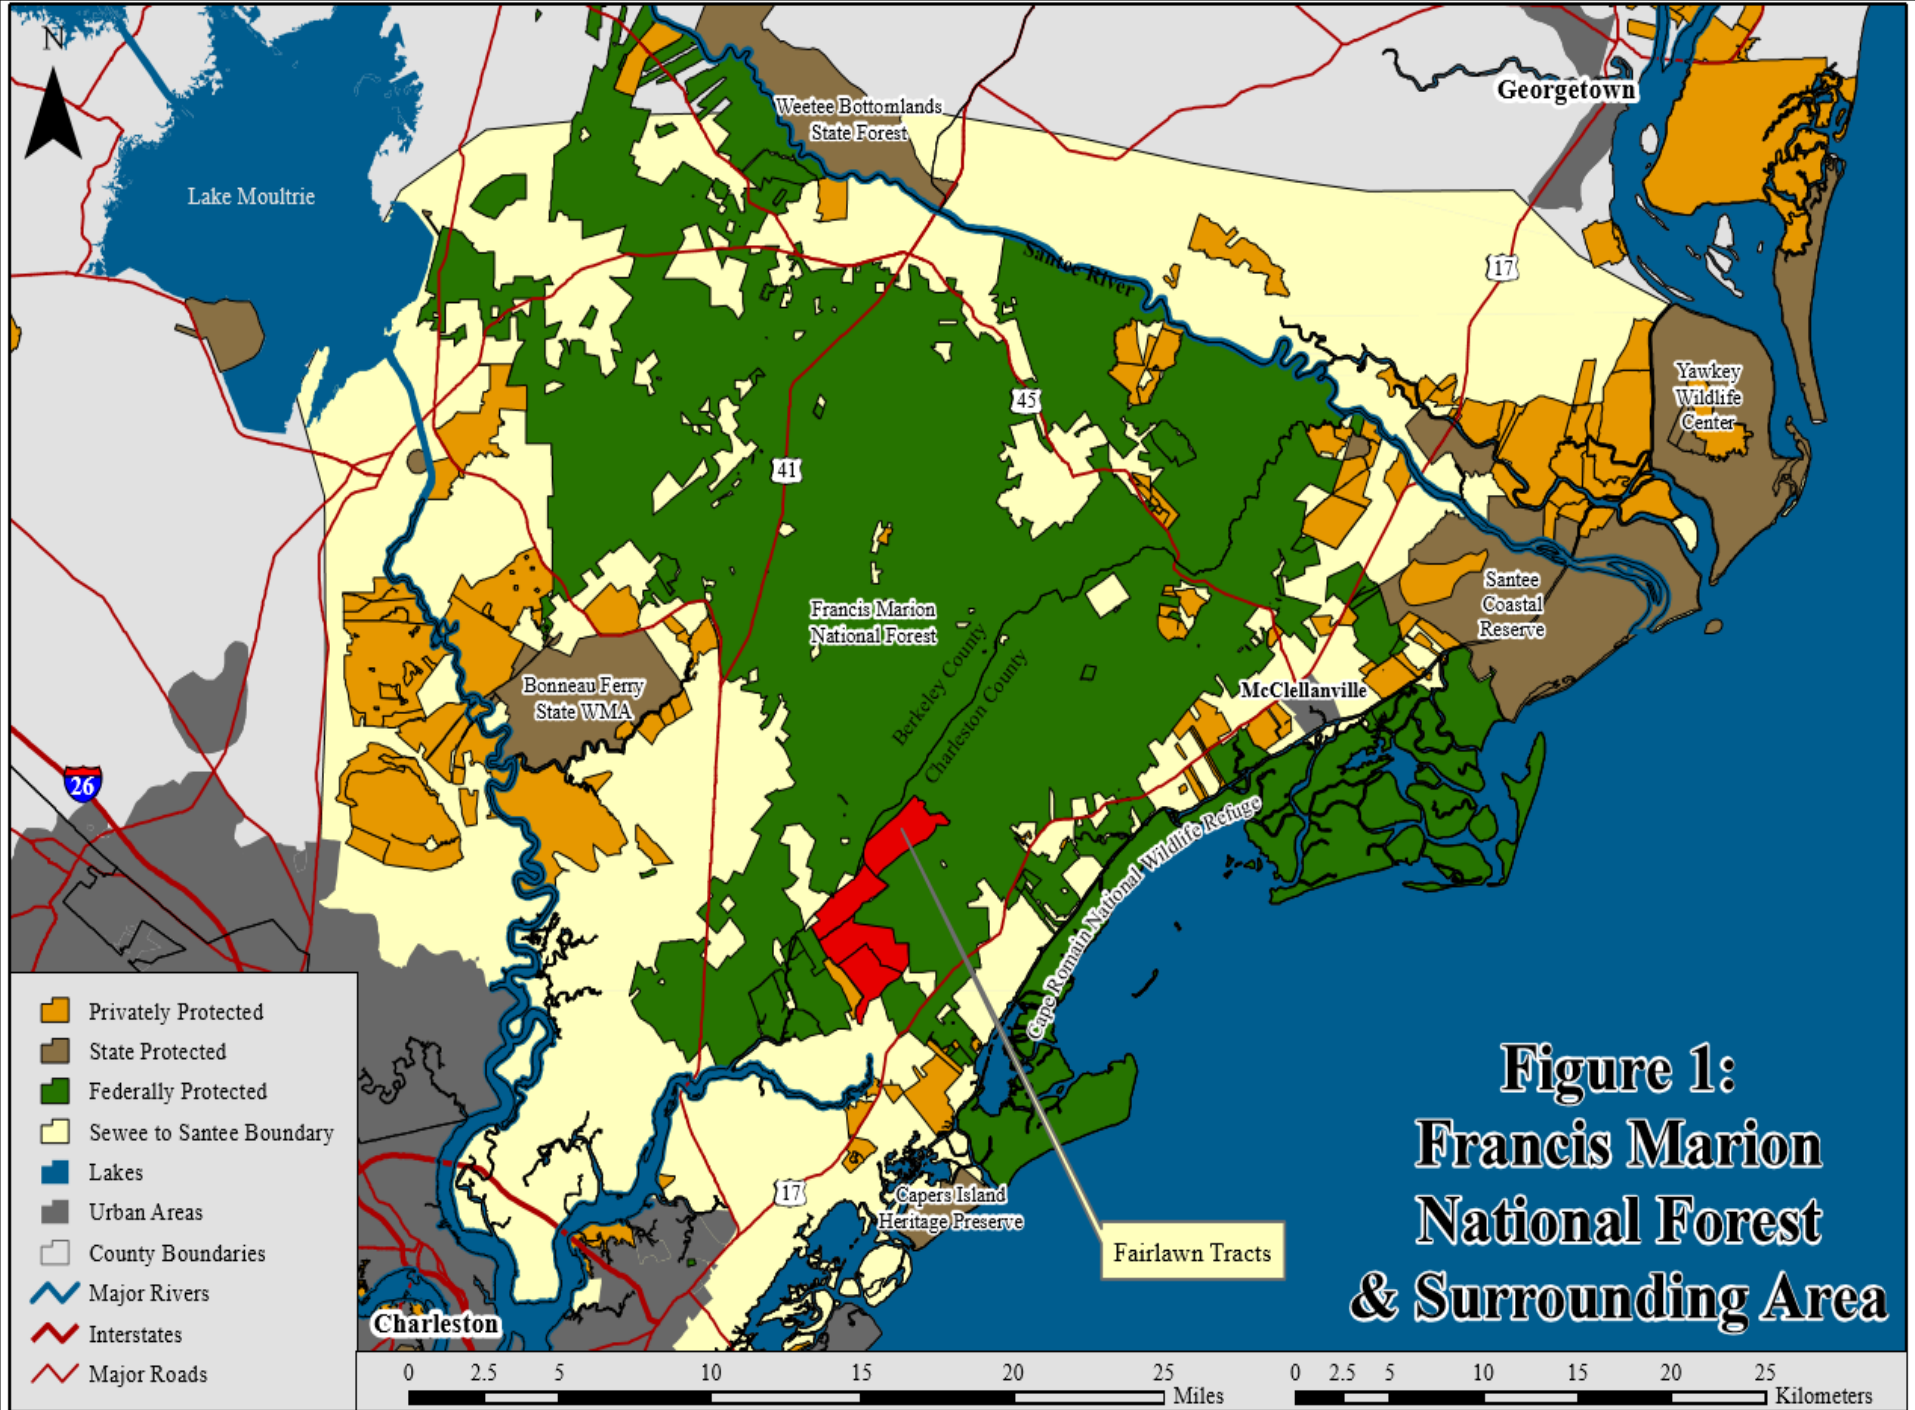 N
Georgetown
Weetee Bottomlands
State Forest
Lake Moultrie
Santee River
17
Yawkey
Wildlife
Center
45
41
Francis Marion
National Forest
Santee
Coastal
Reserve
Berkeley County
Charleston County
McClellanville
Bonneau Ferry
State WMA
26
Cape Romain National Wildlife Refuge
Privately Protected
State Protected
Federally Protected
Sewee to Santee Boundary
Lakes
Urban Areas
County Boundaries
Major Rivers
Interstates
Major Roads
17
Capers Island
Heritage Preserve
Fairlawn Tracts
Charleston
Figure 1:
Francis Marion
National Forest
& Surrounding Area
0 2.5 5 10 15 20 25
Miles
0 2.5 5 10 15 20 25
Kilometers